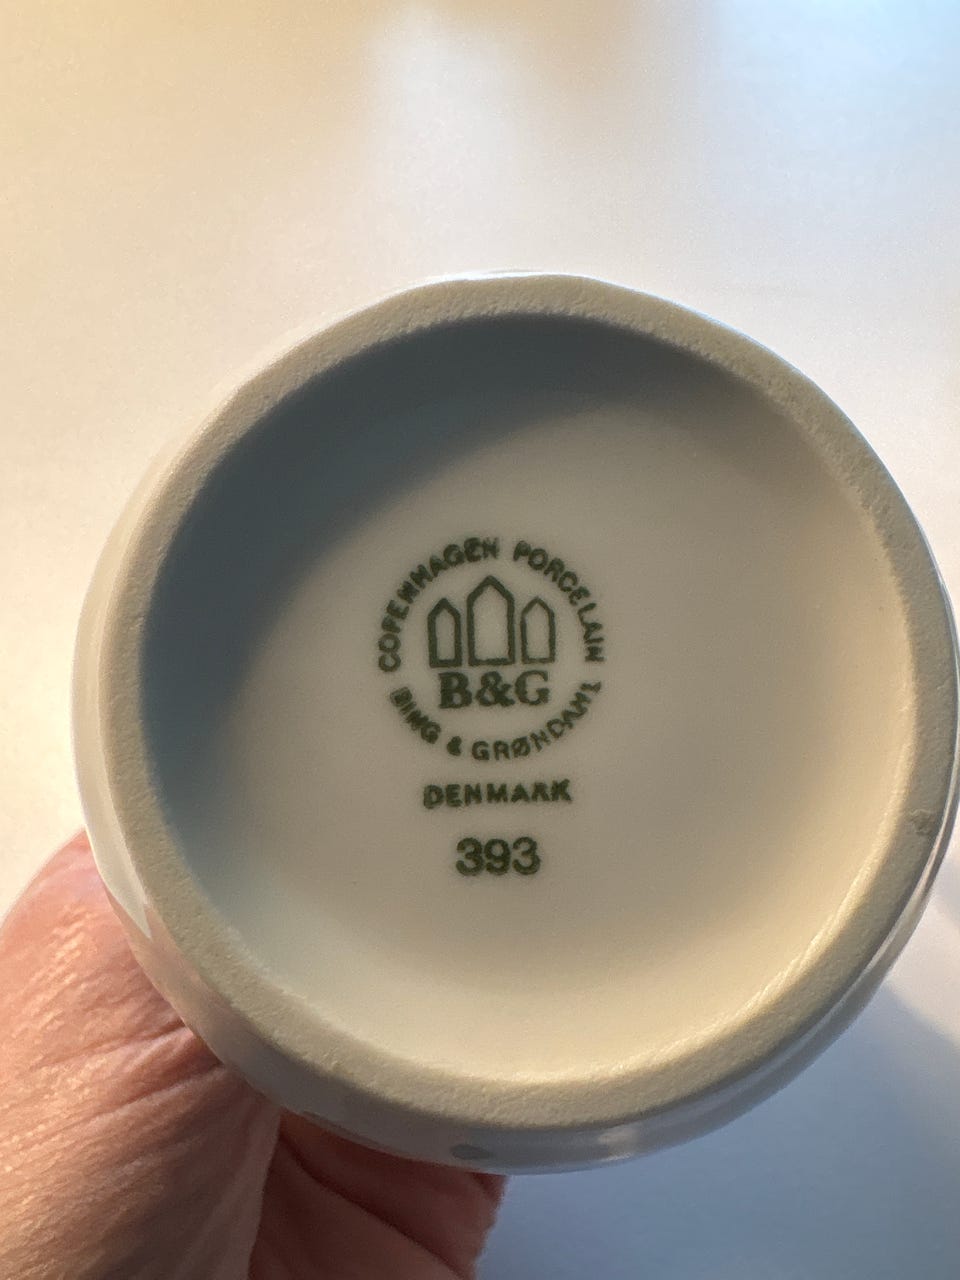 COPENHAGEN PORCELAIN
B&G
BING & GRØNDAHL
DENMARK
393